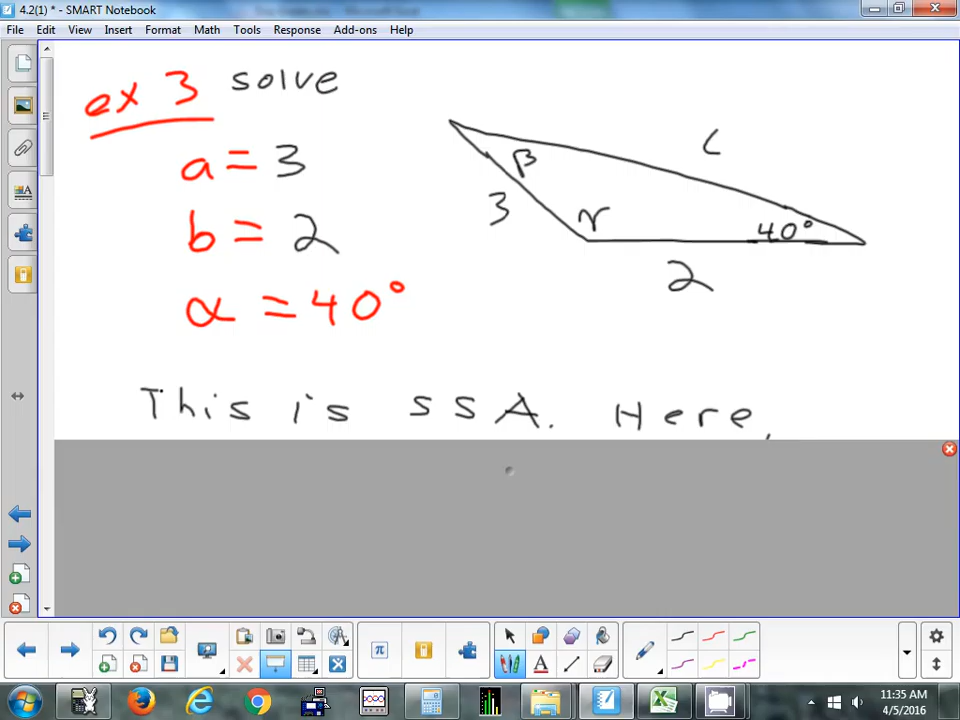 4.2(1) * - SMART Notebook
File Edit View Insert Format Math Tools Response Add-ons Help
ex 3 solve
a = 3
b = 2
α = 40°
β
c
3
γ
40°
2
This is SSA. Here,
π
A
11:35 AM
4/5/2016